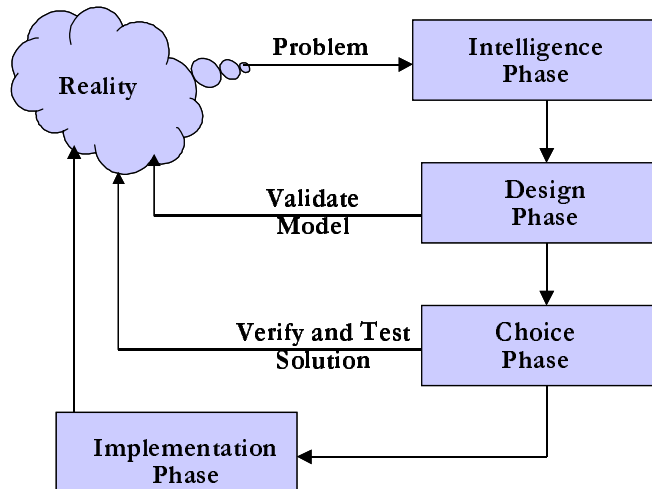 Problem
Intelligence
Phase
Reality
Design
Phase
Validate
Model
Choice
Phase
Verify and Test
Solution
Implementation
Phase